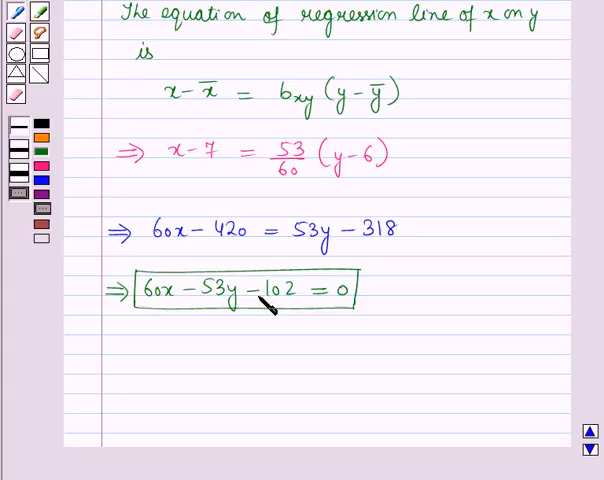 The equation of regression line of x on y
is
x - x̅ = bxy (y - y̅)
⇒ x - 7 = 53/60 (y - 6)
⇒ 60x - 420 = 53y - 318
⇒ 60x - 53y - 102 = 0